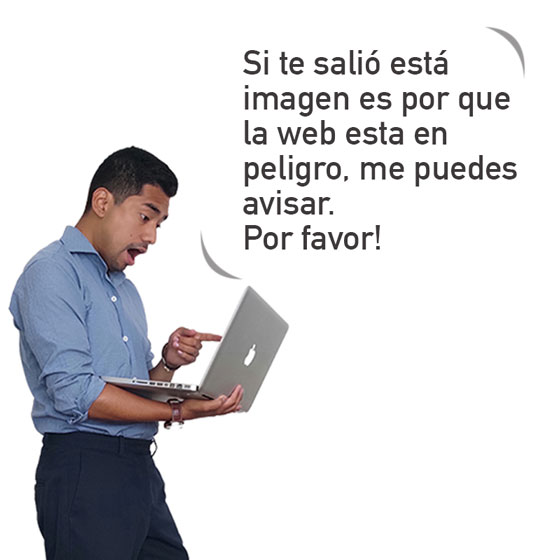 Si te salió está
imagen es por que
la web esta en
peligro, me puedes
avisar.
Por favor!